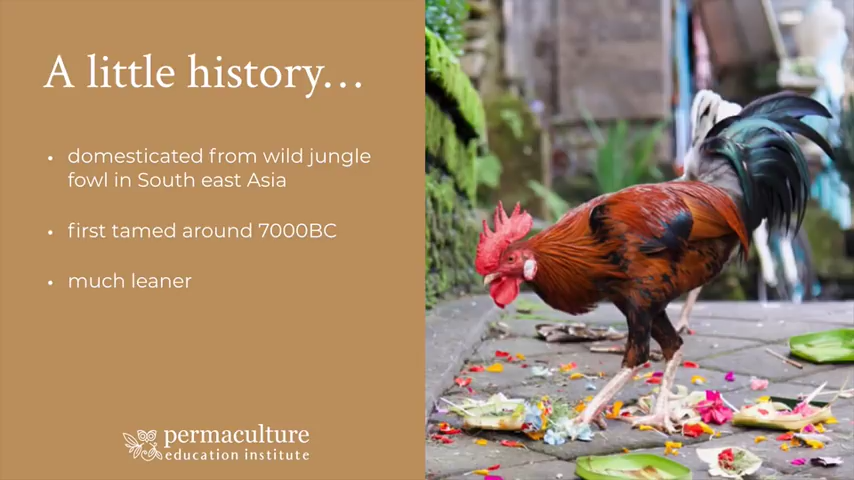 A little history...
• domesticated from wild jungle
fowl in South east Asia
• first tamed around 7000BC
• much leaner
permaculture
education institute